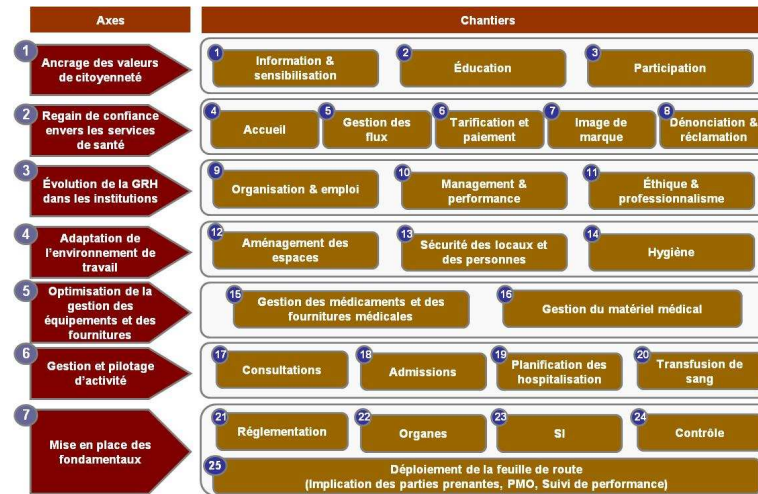 Axes
Chantiers
1
Ancrage des valeurs
de citoyenneté
1
Information &
sensibilisation
2
Éducation
3
Participation
2
Regain de confiance
envers les services
de santé
4
Accueil
5
Gestion des
flux
6
Tarification et
paiement
7
Image de
marque
8
Dénonciation &
réclamation
3
Évolution de la GRH
dans les institutions
9
Organisation & emploi
10
Management &
performance
11
Éthique &
professionnalisme
4
Adaptation de
l'environnement de
travail
12
Aménagement des
espaces
13
Sécurité des locaux et
des personnes
14
Hygiène
5
Optimisation de la
gestion des
équipements et des
fournitures
15
Gestion des médicaments et des
fournitures médicales
16
Gestion du matériel médical
6
Gestion et pilotage
d'activité
17
Consultations
18
Admissions
19
Planification des
hospitalisation
20
Transfusion de
sang
7
Mise en place des
fondamentaux
21
Réglementation
22
Organes
23
SI
24
Contrôle
25
Déploiement de la feuille de route
(Implication des parties prenantes, PMO, Suivi de performance)